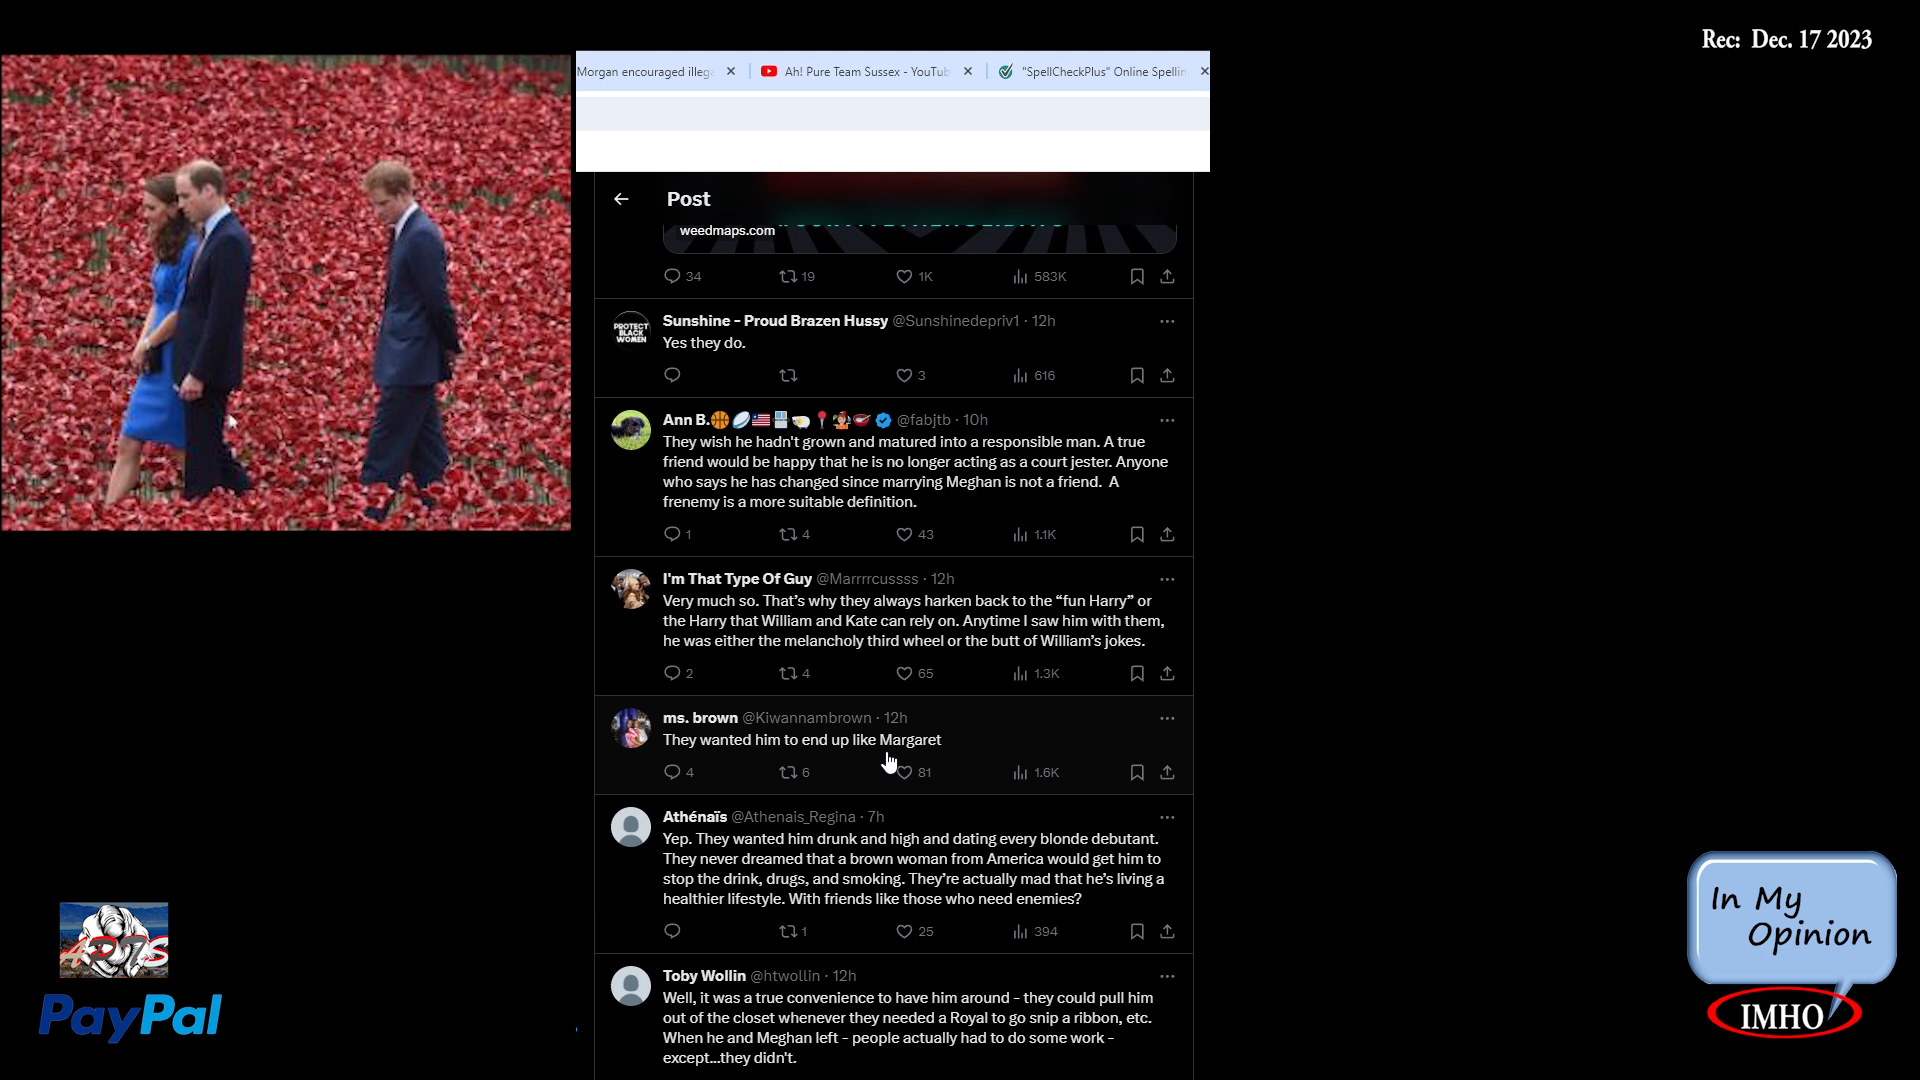 Rec: Dec. 17 2023
Morgan encouraged illeg
Ah! Pure Team Sussex - YouTub
"SpellCheckPlus" Online Spellin
Post
weedmaps.com
34 19 1K 583K
Sunshine - Proud Brazen Hussy @Sunshinedepriv1 · 12h
PROTECT
BLACK
WOMEN
Yes they do.
3 616
Ann B. @fabjtb · 10h
They wish he hadn't grown and matured into a responsible man. A true
friend would be happy that he is no longer acting as a court jester. Anyone
who says he has changed since marrying Meghan is not a friend. A
frenemy is a more suitable definition.
1 4 43 1.1K
I'm That Type Of Guy @Marrrrcussss · 12h
Very much so. That's why they always harken back to the “fun Harry” or
the Harry that William and Kate can rely on. Anytime I saw him with them,
he was either the melancholy third wheel or the butt of William's jokes.
2 4 65 1.3K
ms. brown @Kiwannambrown · 12h
They wanted him to end up like Margaret
4 6 81 1.6K
Athénaïs @Athenais_Regina · 7h
Yep. They wanted him drunk and high and dating every blonde debutant.
They never dreamed that a brown woman from America would get him to
stop the drink, drugs, and smoking. They're actually mad that he's living a
healthier lifestyle. With friends like those who need enemies?
1 25 394
Toby Wollin @htwollin · 12h
Well, it was a true convenience to have him around - they could pull him
out of the closet whenever they needed a Royal to go snip a ribbon, etc.
When he and Meghan left - people actually had to do some work -
except...they didn't.
PayPal
In My
Opinion
IMHO